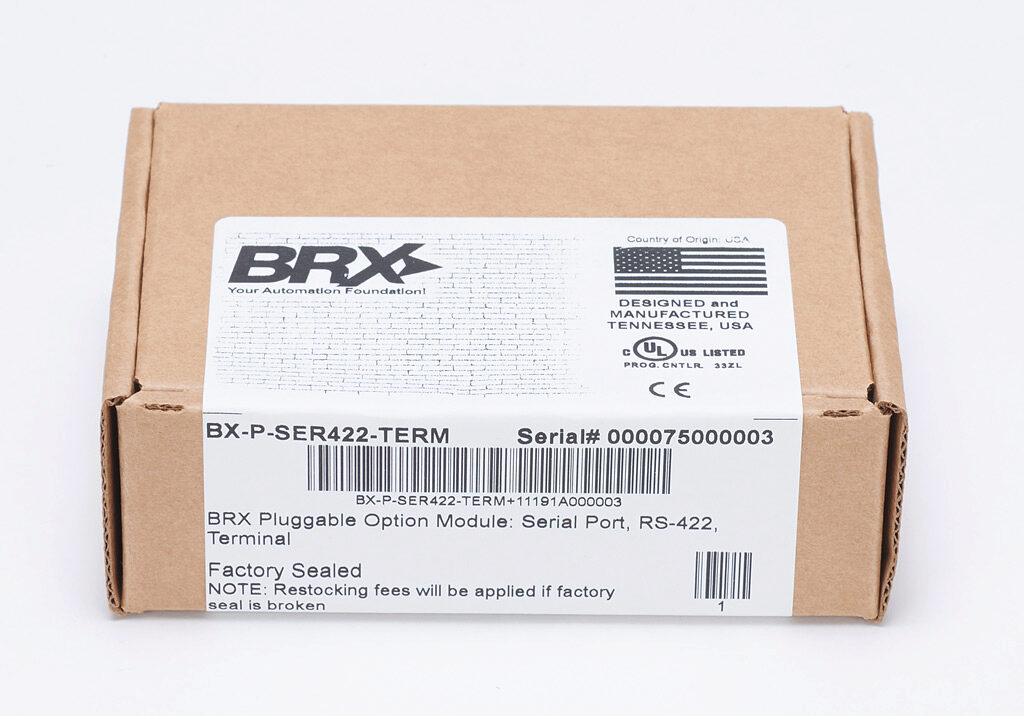 BRX
Your Automation Foundation!
Country of Origin: USA
DESIGNED and
MANUFACTURED
TENNESSEE, USA
C UL US LISTED
PROG. CNTLR. 33ZL
CE
BX-P-SER422-TERM Serial# 000075000003
BX-P-SER422-TERM+11191A000003
BRX Pluggable Option Module: Serial Port, RS-422,
Terminal
Factory Sealed
NOTE: Restocking fees will be applied if factory
seal is broken
1